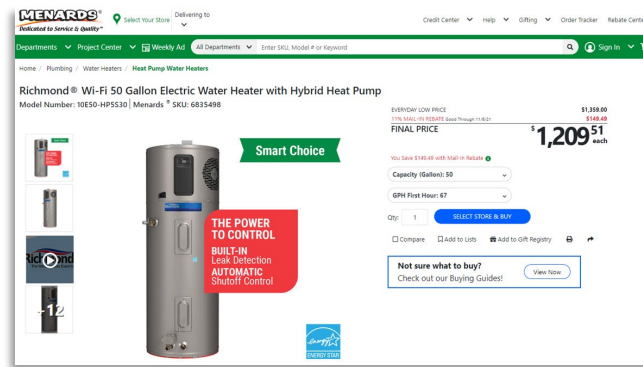 MENARDS®
Dedicated to Service & Quality™
Select Your Store
Delivering to
Credit Center
Help
Gifting
Order Tracker
Rebate Cente
Departments
Project Center
Weekly Ad
All Departments
Enter SKU, Model # or Keyword
Sign In
Home / Plumbing / Water Heaters / Heat Pump Water Heaters
Richmond® Wi-Fi 50 Gallon Electric Water Heater with Hybrid Heat Pump
Model Number: 10E50-HP5S30 | Menards ® SKU: 6835498
EVERYDAY LOW PRICE $1,359.00
11% MAIL-IN REBATE Good Through 11/6/21 $149.49
FINAL PRICE $1,209 51 each
You Save $149.49 with Mail-In Rebate
Capacity (Gallon): 50
GPH First Hour: 67
Qty: 1 SELECT STORE & BUY
Compare Add to Lists Add to Gift Registry
Not sure what to buy?
Check out our Buying Guides!
View Now
Smart Choice
THE POWER
TO CONTROL
BUILT-IN
Leak Detection
AUTOMATIC
Shutoff Control
+12
ENERGY STAR